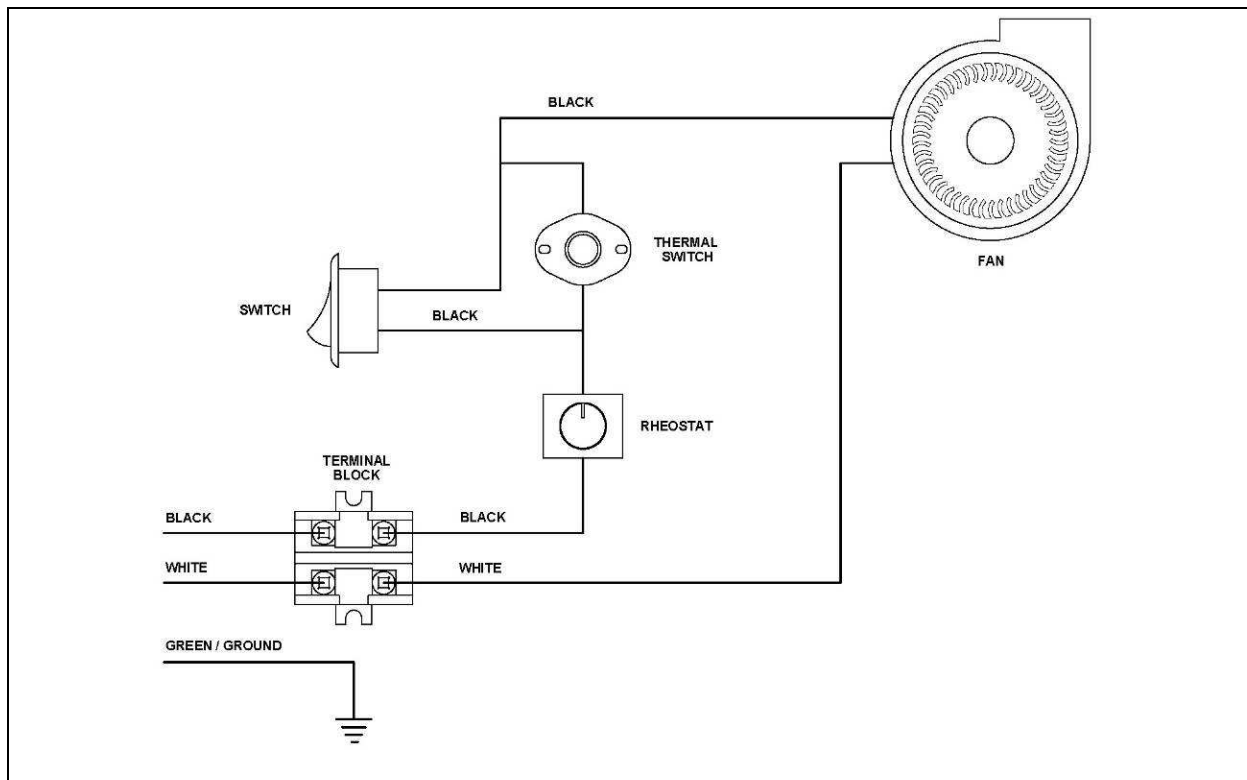 BLACK
THERMAL
SWITCH
FAN
SWITCH
BLACK
RHEOSTAT
TERMINAL
BLOCK
BLACK
BLACK
WHITE
WHITE
GREEN / GROUND